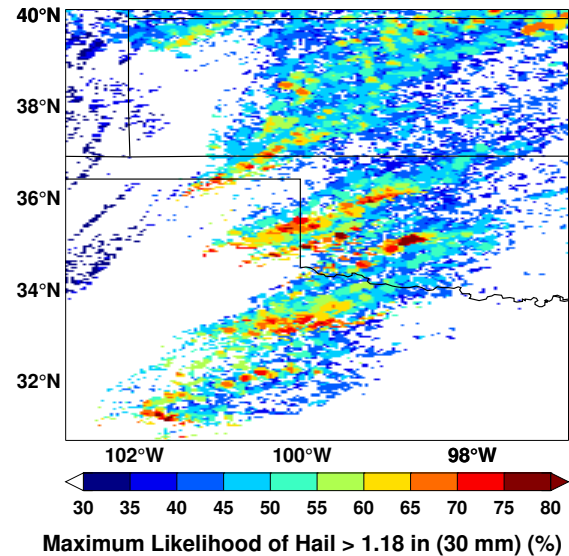 40°N
38°N
36°N
34°N
32°N
102°W 100°W 98°W
30 35 40 45 50 55 60 65 70 75 80
Maximum Likelihood of Hail > 1.18 in (30 mm) (%)